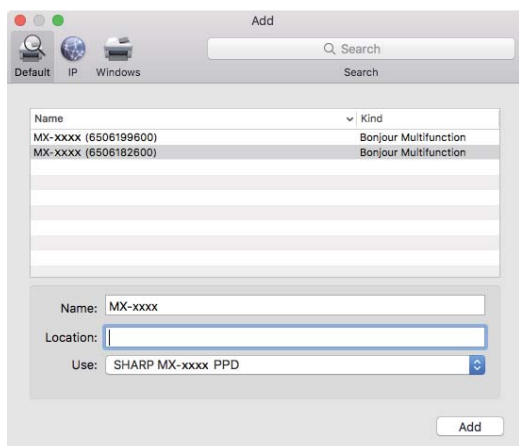 Add
Search
Default IP Windows Search
Name Kind
MX-xxxx (6506199600) Bonjour Multifunction
MX-xxxx (6506182600) Bonjour Multifunction
Name: MX-xxxx
Location:
Use: SHARP MX-xxxx PPD
Add